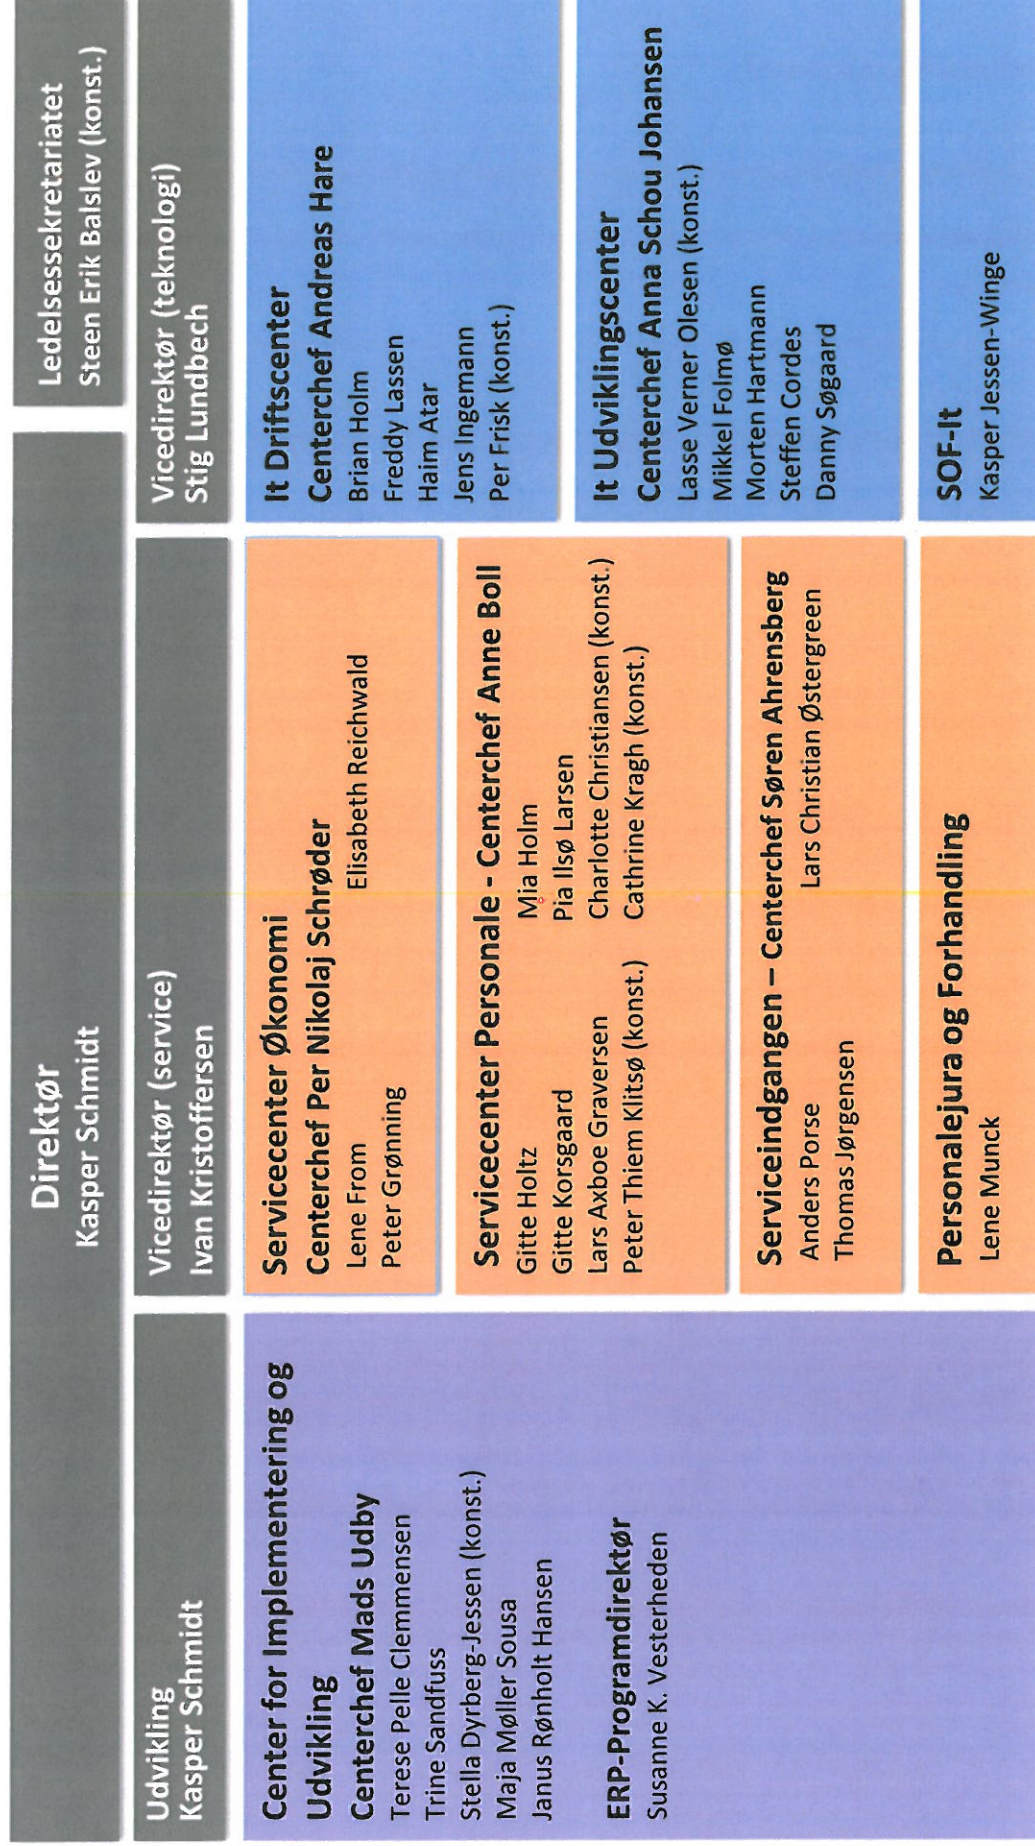 Direktør
Kasper Schmidt
Ledelsessekretariatet
Steen Erik Balslev (konst.)
Udvikling
Kasper Schmidt
Vicedirektør (service)
Ivan Kristoffersen
Vicedirektør (teknologi)
Stig Lundbech
Center for Implementering og
Udvikling
Centerchef Mads Udby
Terese Pelle Clemmensen
Trine Sandfuss
Stella Dyrberg-Jessen (konst.)
Maja Møller Sousa
Janus Rønholt Hansen
ERP-Programdirektør
Susanne K. Vesterheden
Servicecenter Økonomi
Centerchef Per Nikolaj Schrøder
Lene From
Elisabeth Reichwald
Peter Grønning
Servicecenter Personale - Centerchef Anne Boll
Gitte Holtz
Mia Holm
Gitte Korsgaard
Pia Ilsø Larsen
Lars Axboe Graversen
Charlotte Christiansen (konst.)
Peter Thiem Klitsø (konst.)
Cathrine Kragh (konst.)
Serviceindgangen – Centerchef Søren Ahrensberg
Anders Porse
Lars Christian Østergreen
Thomas Jørgensen
Personalejura og Forhandling
Lene Munck
It Driftscenter
Centerchef Andreas Hare
Brian Holm
Freddy Lassen
Haim Atar
Jens Ingemann
Per Frisk (konst.)
It Udviklingscenter
Centerchef Anna Schou Johansen
Lasse Verner Olesen (konst.)
Mikkel Folmø
Morten Hartmann
Steffen Cordes
Danny Søgaard
SOF-It
Kasper Jessen-Winge